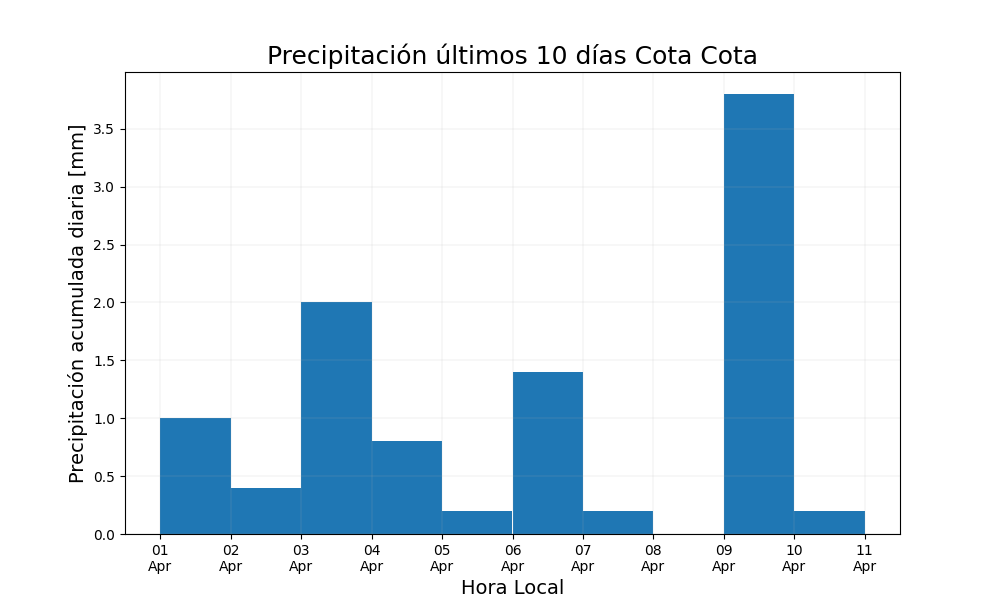 Precipitación últimos 10 días Cota Cota
Precipitación acumulada diaria [mm]
3.5
3.0
2.5
2.0
1.5
1.0
0.5
0.0
01 02 03 04 05 06 07 08 09 10 11
Apr Apr Apr Apr Apr Apr Apr Apr Apr Apr Apr
Hora Local